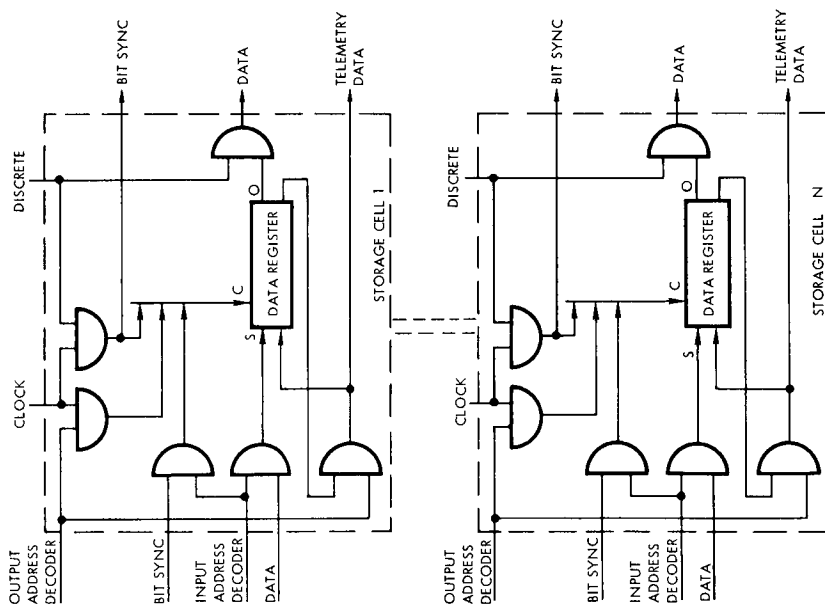 BIT SYNC
DATA
TELEMETRY
DATA
DISCRETE
O
DATA REGISTER
C
S
STORAGE CELL 1
CLOCK
OUTPUT
ADDRESS
DECODER
BIT SYNC
INPUT
ADDRESS
DECODER
DATA
BIT SYNC
DATA
TELEMETRY
DATA
DISCRETE
O
DATA REGISTER
C
S
STORAGE CELL N
CLOCK
OUTPUT
ADDRESS
DECODER
BIT SYNC
INPUT
ADDRESS
DECODER
DATA